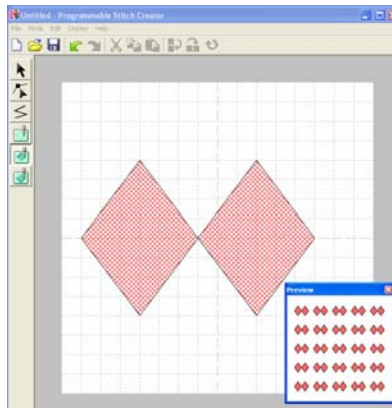 Untitled - Programmable Stitch Creator
File Mode Edit Display Help
Preview